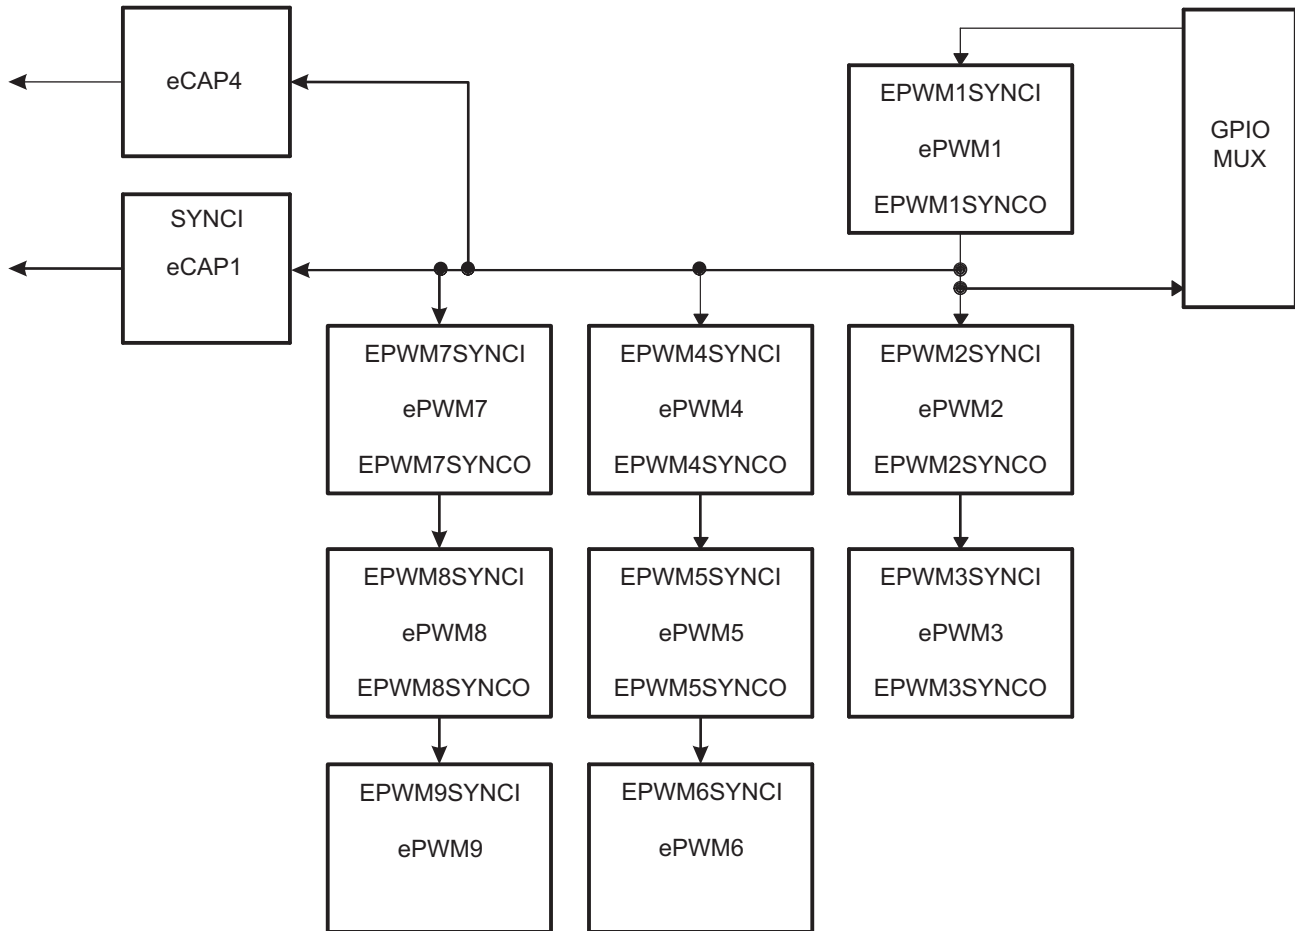 eCAP4
SYNCI
eCAP1
EPWM1SYNCI
ePWM1
EPWM1SYNCO
GPIO
MUX
EPWM7SYNCI
ePWM7
EPWM7SYNCO
EPWM4SYNCI
ePWM4
EPWM4SYNCO
EPWM2SYNCI
ePWM2
EPWM2SYNCO
EPWM8SYNCI
ePWM8
EPWM8SYNCO
EPWM5SYNCI
ePWM5
EPWM5SYNCO
EPWM3SYNCI
ePWM3
EPWM3SYNCO
EPWM9SYNCI
ePWM9
EPWM6SYNCI
ePWM6